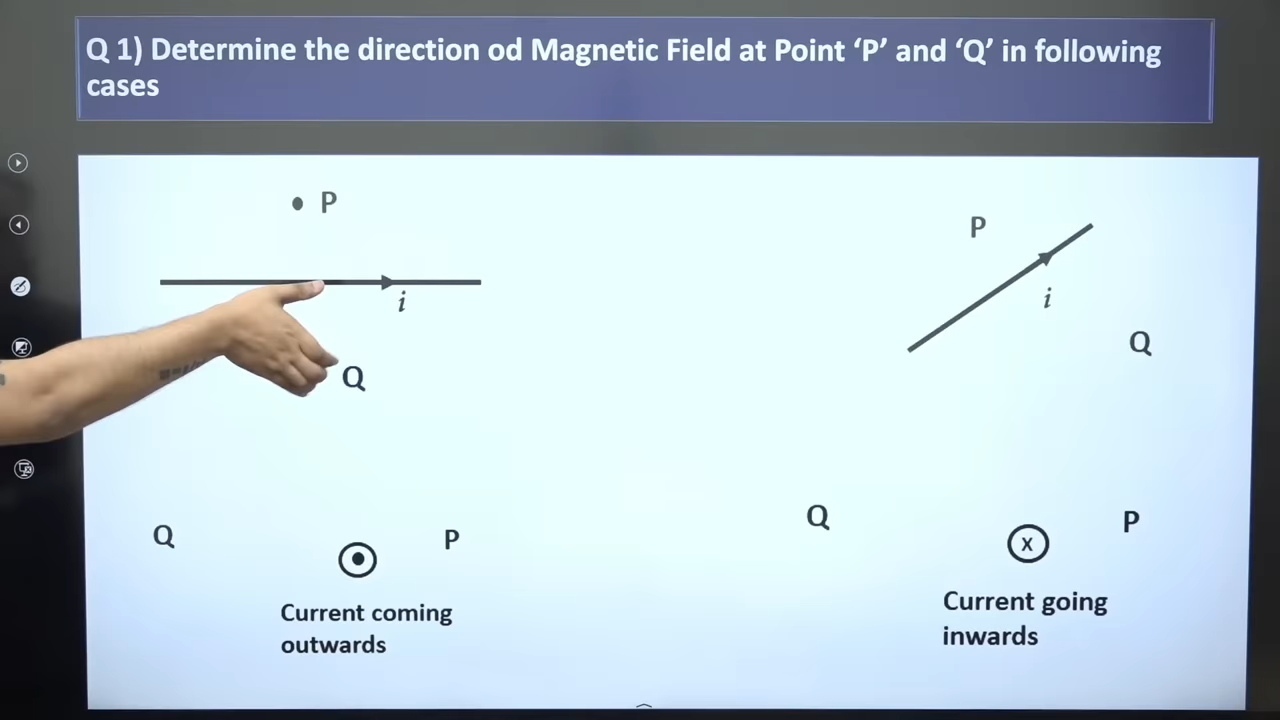 Q 1) Determine the direction od Magnetic Field at Point ‘P’ and ‘Q’ in following
cases
P
i
Q
P
i
Q
Q
P
Current coming
outwards
Q
P
x
Current going
inwards